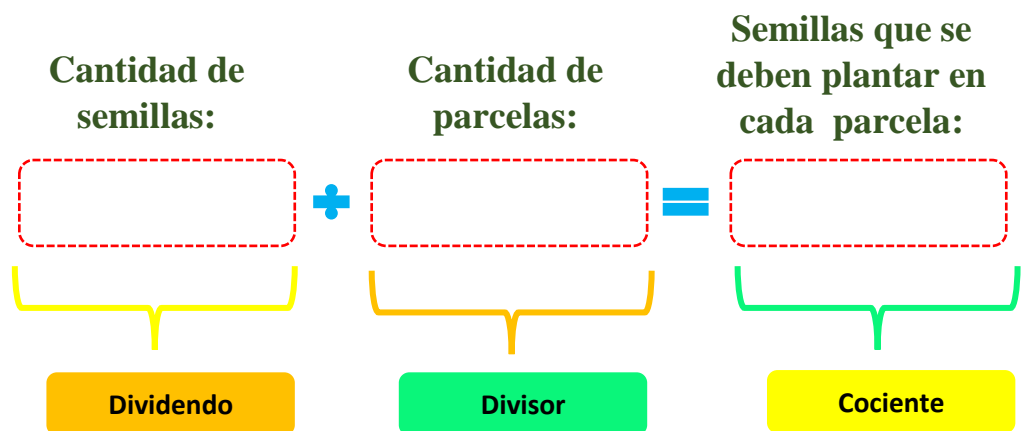 Cantidad de
semillas:
Cantidad de
parcelas:
Semillas que se
deben plantar en
cada parcela:
÷
=
Dividendo
Divisor
Cociente